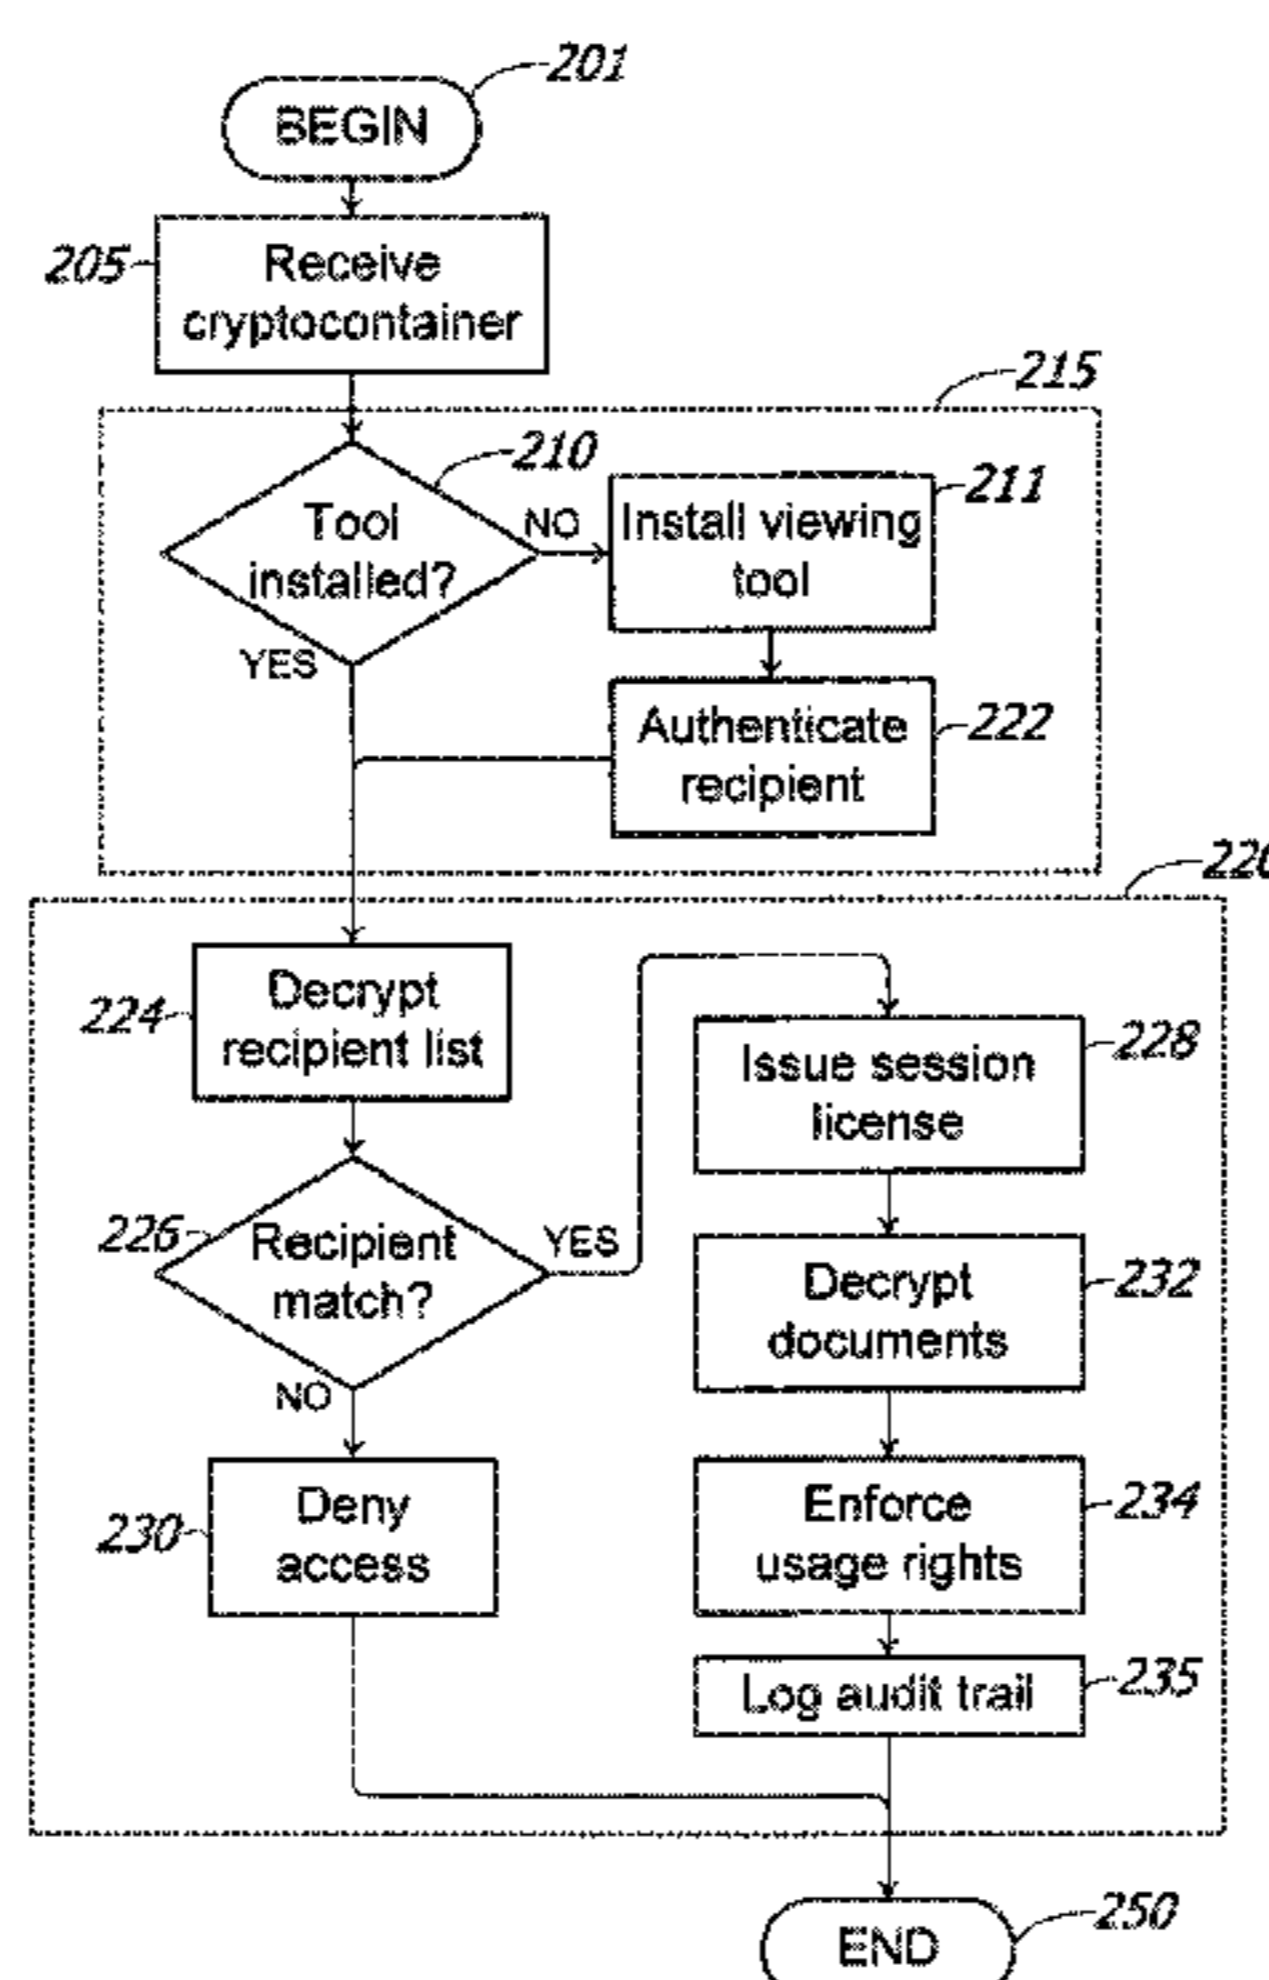 201
BEGIN
205
Receive
cryptocontainer
215
210
Tool
installed?
NO
YES
211
Install viewing
tool
Authenticate
recipient
222
220
224
Decrypt
recipient list
226
Recipient
match?
YES
NO
230
Deny
access
Issue session
license
228
Decrypt
documents
232
Enforce
usage rights
234
Log audit trail
235
END
250